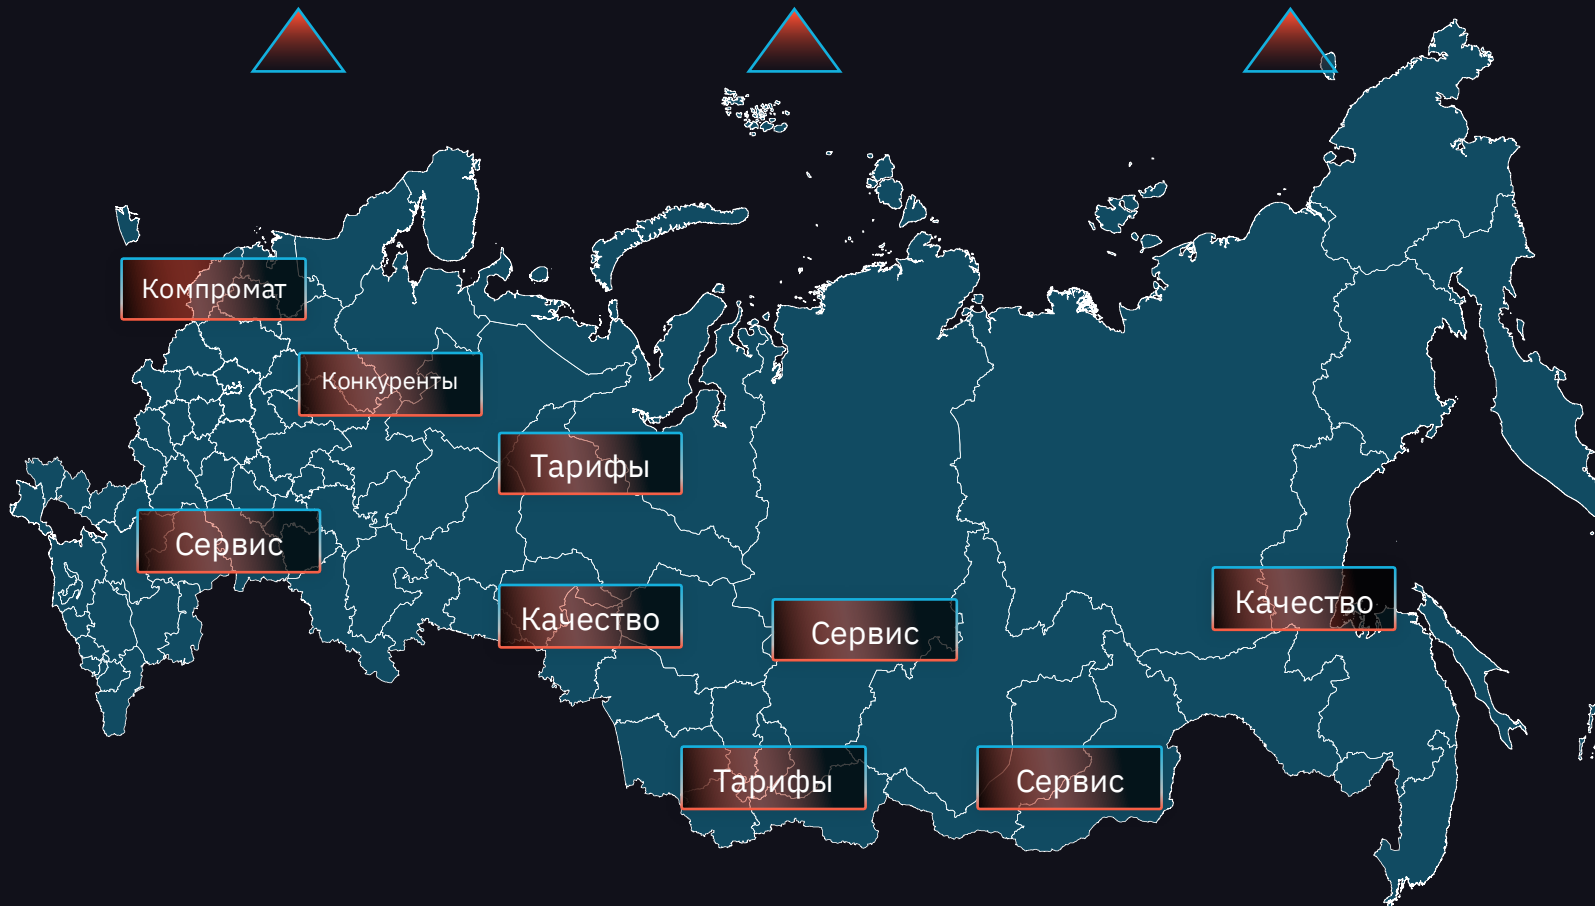 Компромат
Конкуренты
Тарифы
Сервис
Качество
Сервис
Качество
Тарифы
Сервис